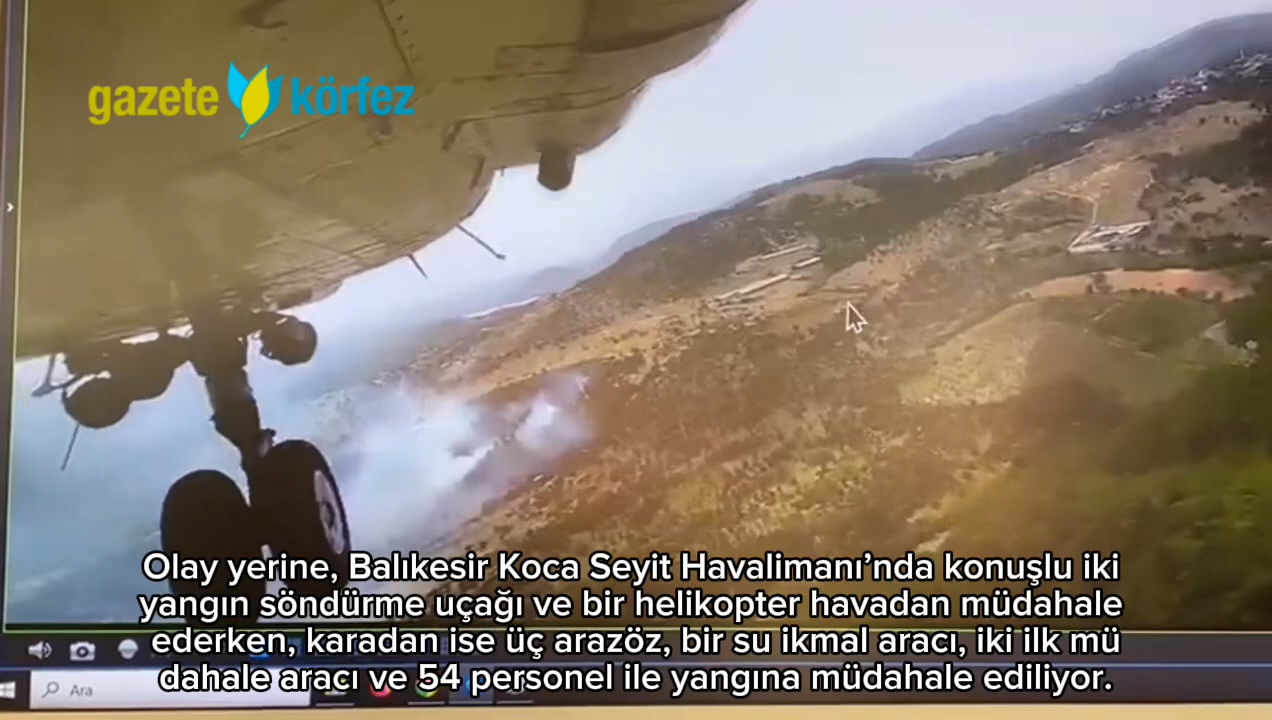 gazete körfez
Olay yerine, Balıkesir Koca Seyit Havalimanı’nda konuşlu iki
yangın söndürme uçağı ve bir helikopter havadan müdahale
ederken, karadan ise üç arazöz, bir su ikmal aracı, iki ilk mü
dahale aracı ve 54 personel ile yangına müdahale ediliyor.
Ara